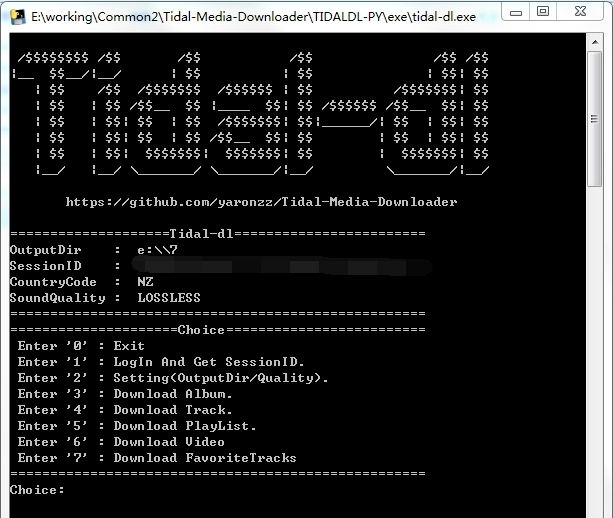 E:\working\Common2\Tidal-Media-Downloader\TIDALDL-PY\exe\tidal-dl.exe
Tidal-dl
https://github.com/yaronzz/Tidal-Media-Downloader
====================Tidal-dl========================
OutputDir    :  e:\\7
SessionID    :
CountryCode  :  NZ
SoundQuality :  LOSSLESS
====================================================
=====================Choice=========================
Enter '0' : Exit
Enter '1' : LogIn And Get SessionID.
Enter '2' : Setting(OutputDir/Quality).
Enter '3' : Download Album.
Enter '4' : Download Track.
Enter '5' : Download PlayList.
Enter '6' : Download Video
Enter '7' : Download FavoriteTracks
====================================================
Choice: